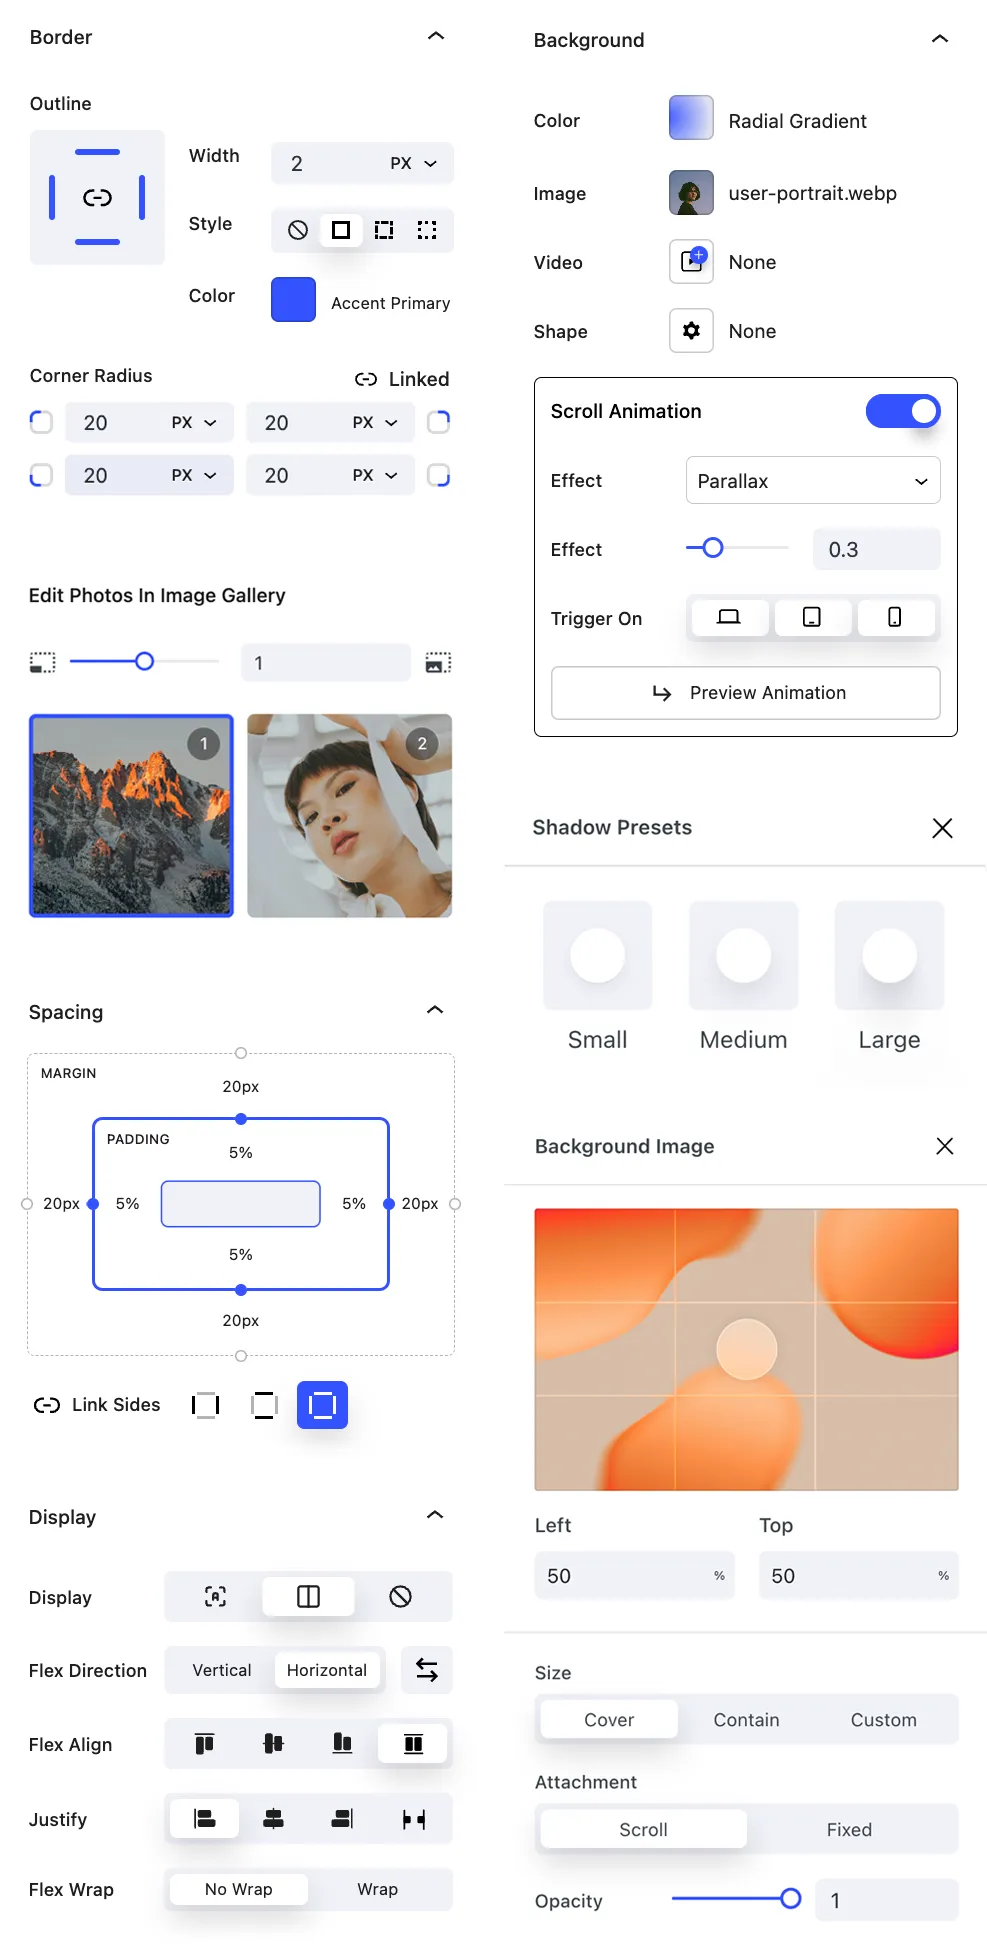 Border
Outline
Width
2 PX
Style
Color
Accent Primary
Corner Radius
Linked
20 PX
20 PX
20 PX
20 PX
Edit Photos In Image Gallery
1
1
2
Spacing
MARGIN
20px
PADDING
5%
20px
5%
5%
20px
5%
20px
Link Sides
Display
Display
Flex Direction
Vertical
Horizontal
Flex Align
Justify
Flex Wrap
No Wrap
Wrap
Background
Color
Radial Gradient
Image
user-portrait.webp
Video
None
Shape
None
Scroll Animation
Effect
Parallax
Effect
0.3
Trigger On
Preview Animation
Shadow Presets
Small
Medium
Large
Background Image
Left
Top
50 %
50 %
Size
Cover
Contain
Custom
Attachment
Scroll
Fixed
Opacity
1